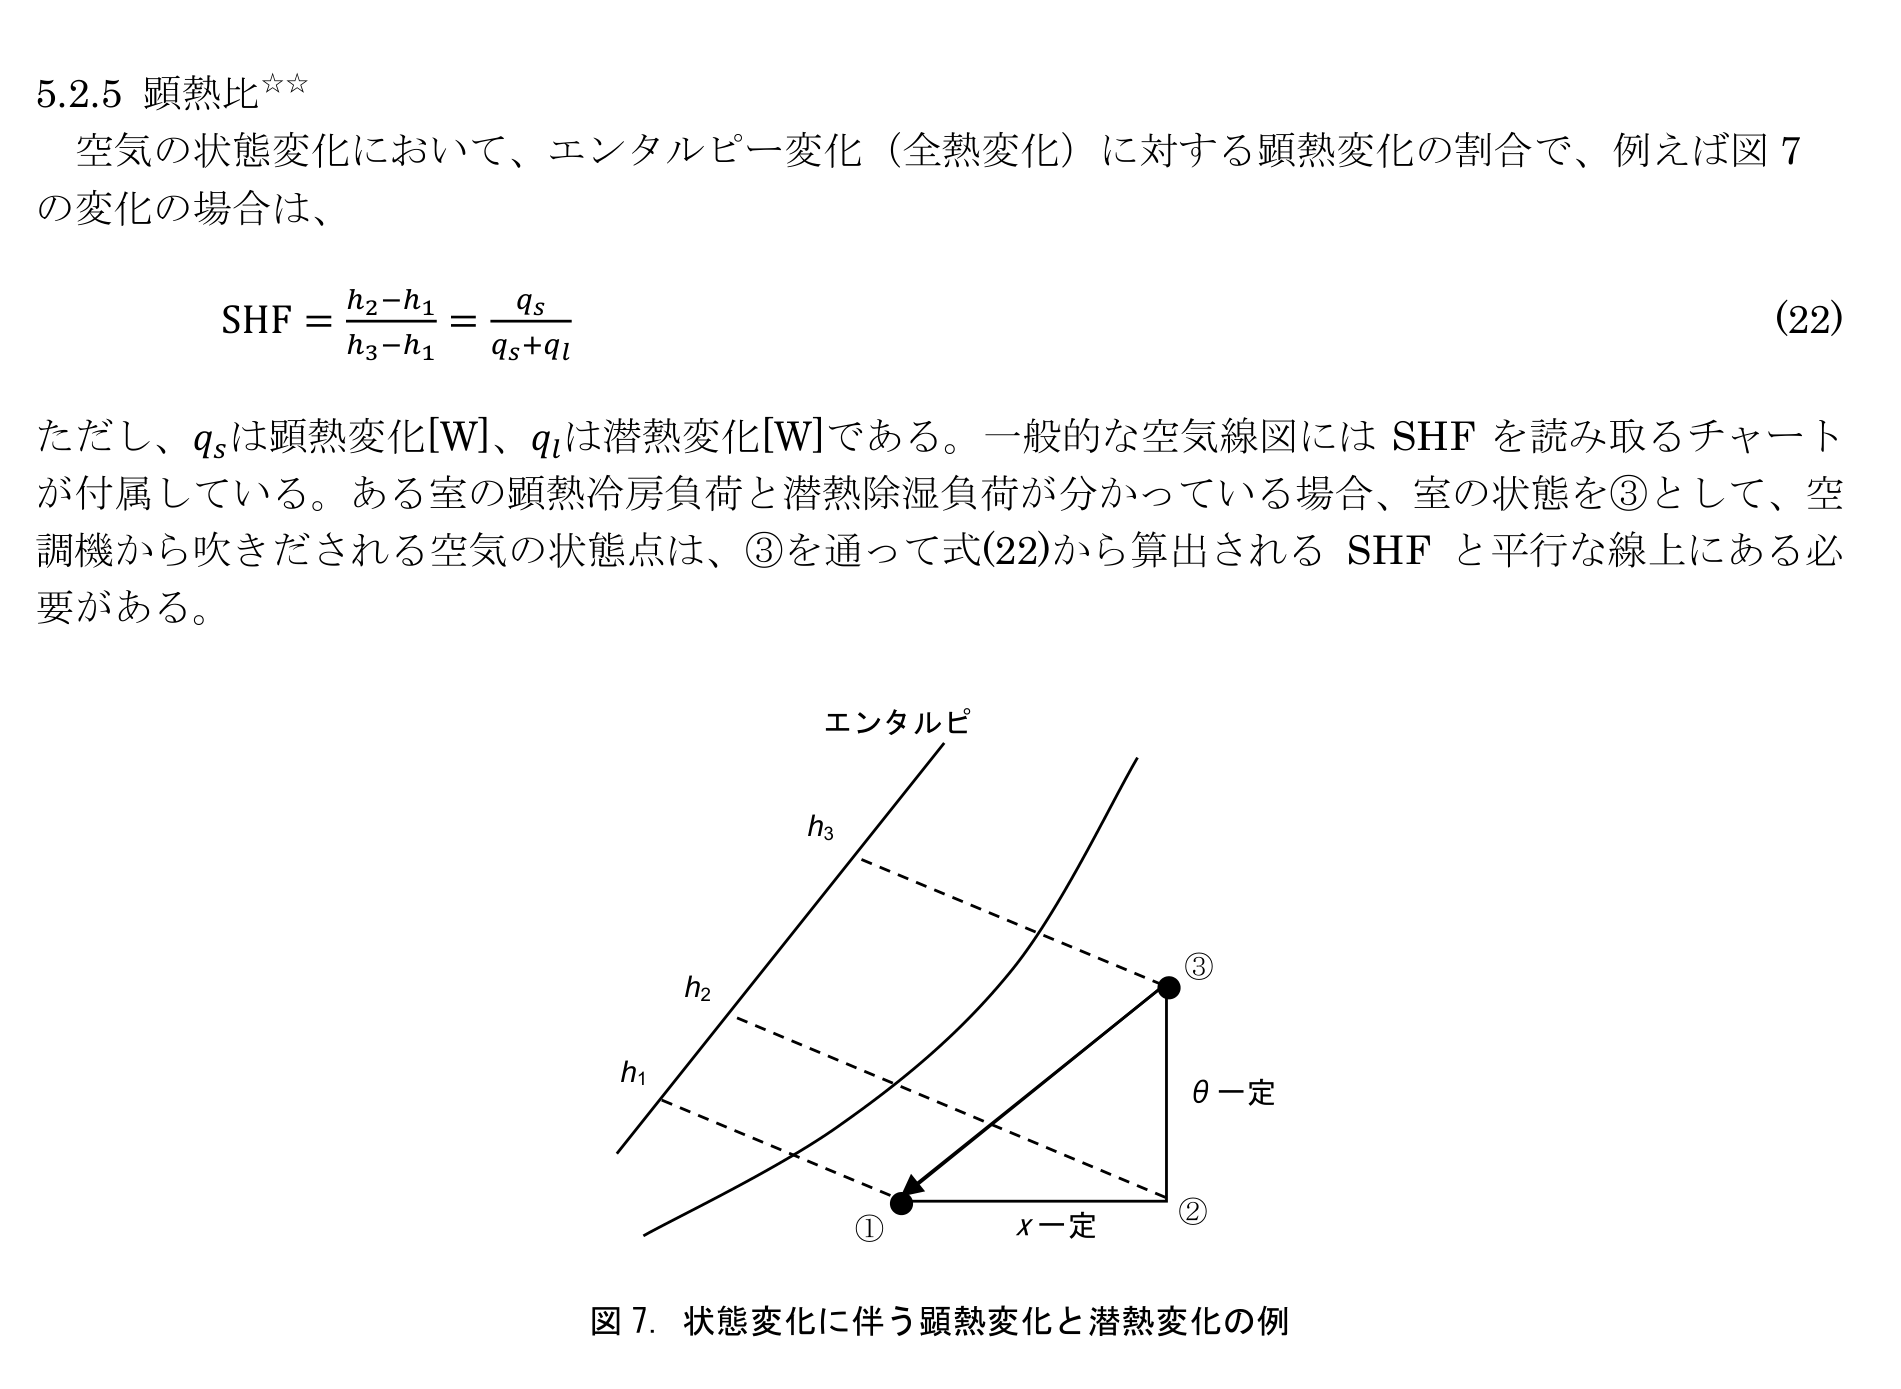 5.2.5 顕熱比☆☆
空気の状態変化において、エンタルピー変化（全熱変化）に対する顕熱変化の割合で、例えば図 7
の変化の場合は、
SHF = \frac{h_2−h_1}{h_3−h_1} = \frac{q_s}{q_s+q_l} (22)
ただし、q_sは顕熱変化[W]、q_lは潜熱変化[W]である。一般的な空気線図には SHF を読み取るチャート
が付属している。ある室の顕熱冷房負荷と潜熱除湿負荷が分かっている場合、室の状態を③として、空
調機から吹きだされる空気の状態点は、③を通って式(22)から算出される SHF と平行な線上にある必
要がある。
エンタルピ
h3
③
h2
h1
θ 一定
①
x 一定
②
図 7. 状態変化に伴う顕熱変化と潜熱変化の例